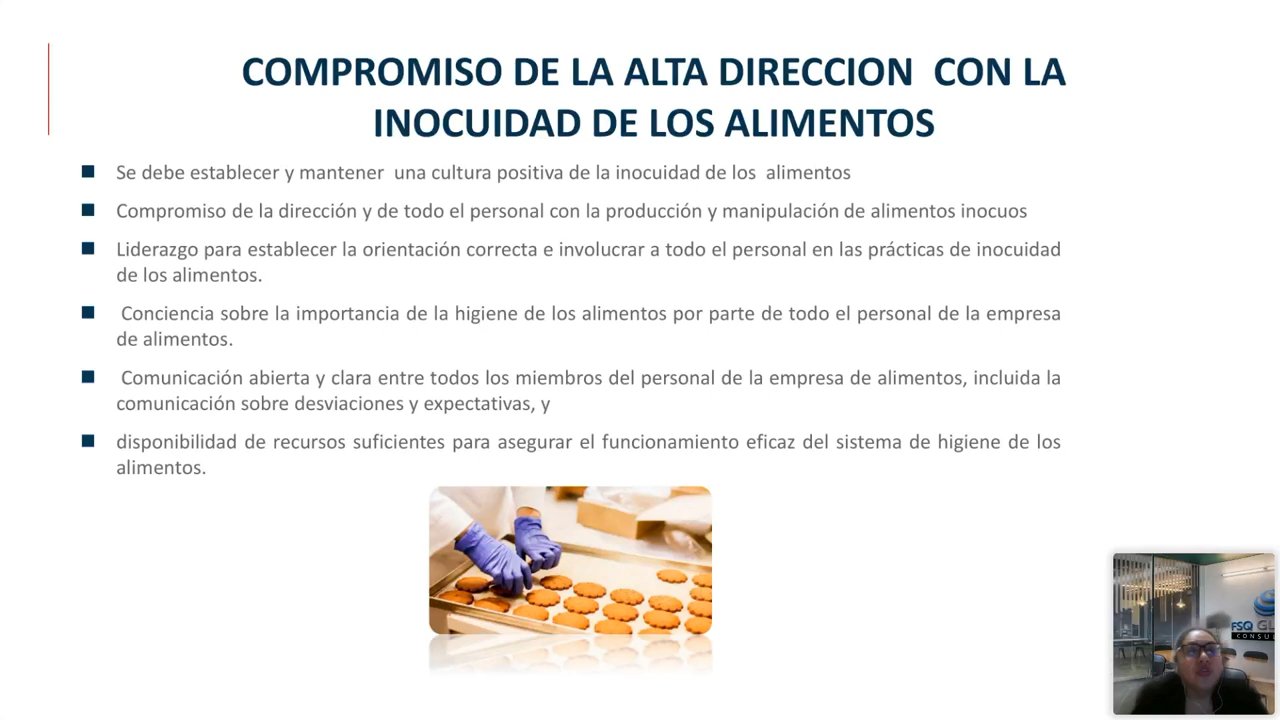 COMPROMISO DE LA ALTA DIRECCION CON LA
INOCUIDAD DE LOS ALIMENTOS
Se debe establecer y mantener una cultura positiva de la inocuidad de los alimentos
Compromiso de la dirección y de todo el personal con la producción y manipulación de alimentos inocuos
Liderazgo para establecer la orientación correcta e involucrar a todo el personal en las prácticas de inocuidad
de los alimentos.
Conciencia sobre la importancia de la higiene de los alimentos por parte de todo el personal de la empresa
de alimentos.
Comunicación abierta y clara entre todos los miembros del personal de la empresa de alimentos, incluida la
comunicación sobre desviaciones y expectativas, y
disponibilidad de recursos suficientes para asegurar el funcionamiento eficaz del sistema de higiene de los
alimentos.
FSQ GL
CONSUL